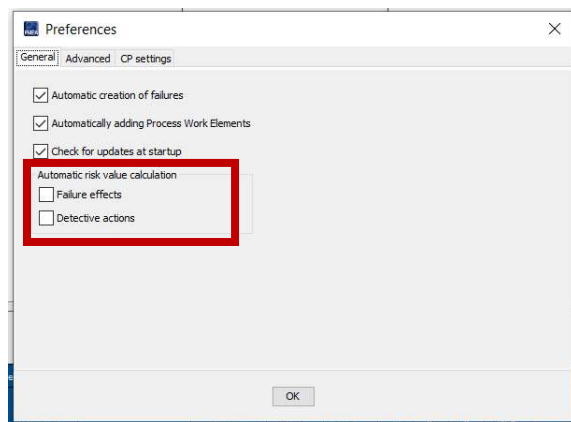 Preferences
General Advanced CP settings
Automatic creation of failures
Automatically adding Process Work Elements
Check for updates at startup
Automatic risk value calculation
Failure effects
Detective actions
OK